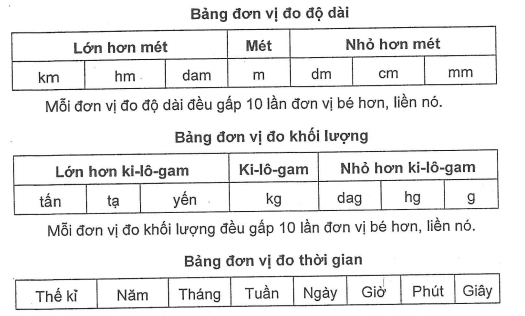 Bảng đơn vị đo độ dài
Lớn hơn mét Mét Nhỏ hơn mét
km hm dam m dm cm mm
Mỗi đơn vị đo độ dài đều gấp 10 lần đơn vị bé hơn, liền nó.
Bảng đơn vị đo khối lượng
Lớn hơn ki-lô-gam Ki-lô-gam Nhỏ hơn ki-lô-gam
tấn tạ yến kg dag hg g
Mỗi đơn vị đo khối lượng đều gấp 10 lần đơn vị bé hơn, liền nó.
Bảng đơn vị đo thời gian
Thế kỉ Năm Tháng Tuần Ngày Giờ Phút Giây